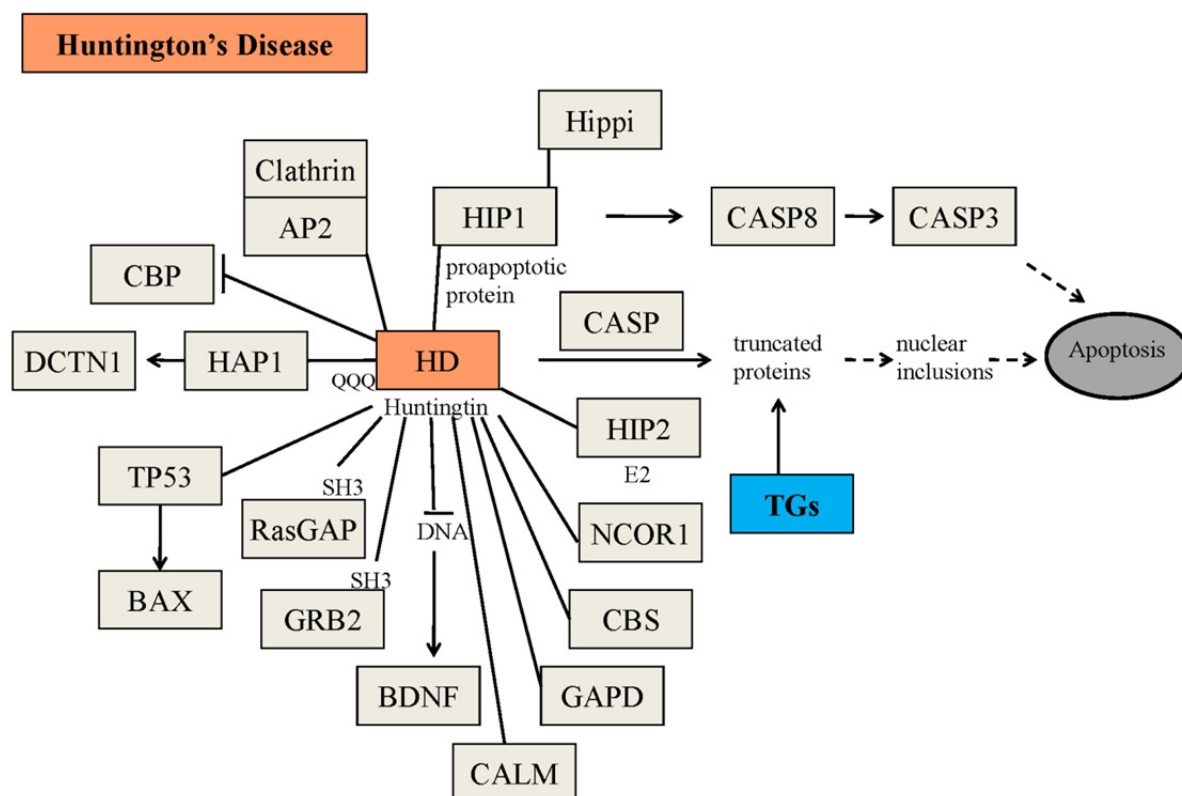 Huntington's Disease
Hippi
Clathrin
AP2
HIP1
CASP8
CASP3
proapoptotic
protein
CBP
CASP
DCTN1
HAP1
HD
QQQ
Huntingtin
truncated
proteins
nuclear
inclusions
Apoptosis
HIP2
E2
TP53
SH3
RasGAP
DNA
NCOR1
TGs
BAX
SH3
GRB2
CBS
BDNF
GAPD
CALM